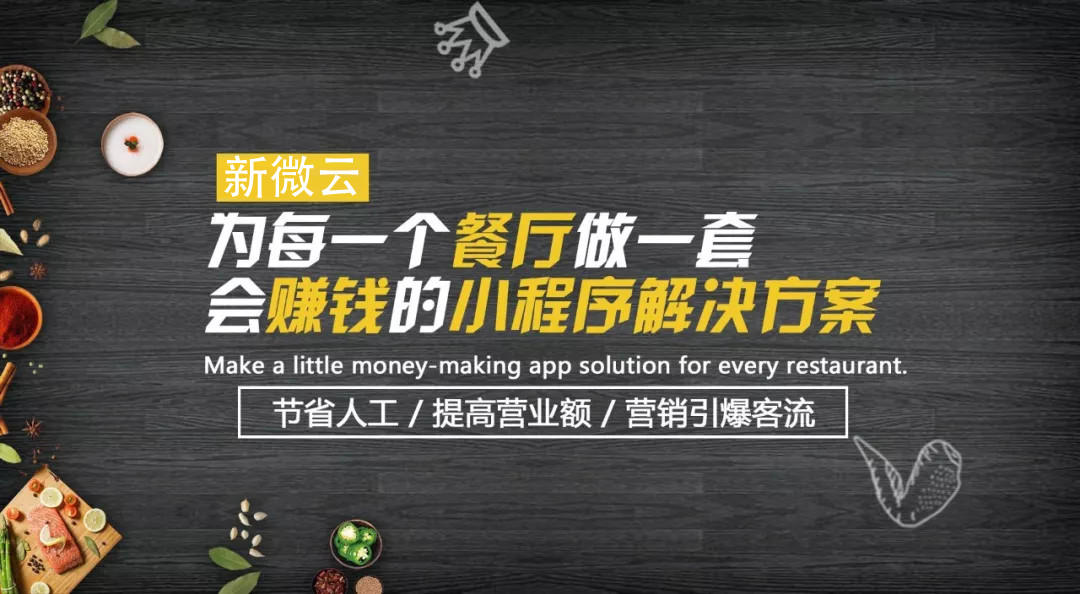 新微云
为每一个餐厅做一套
会赚钱的小程序解决方案
Make a little money-making app solution for every restaurant.
节省人工 / 提高营业额 / 营销引爆客流